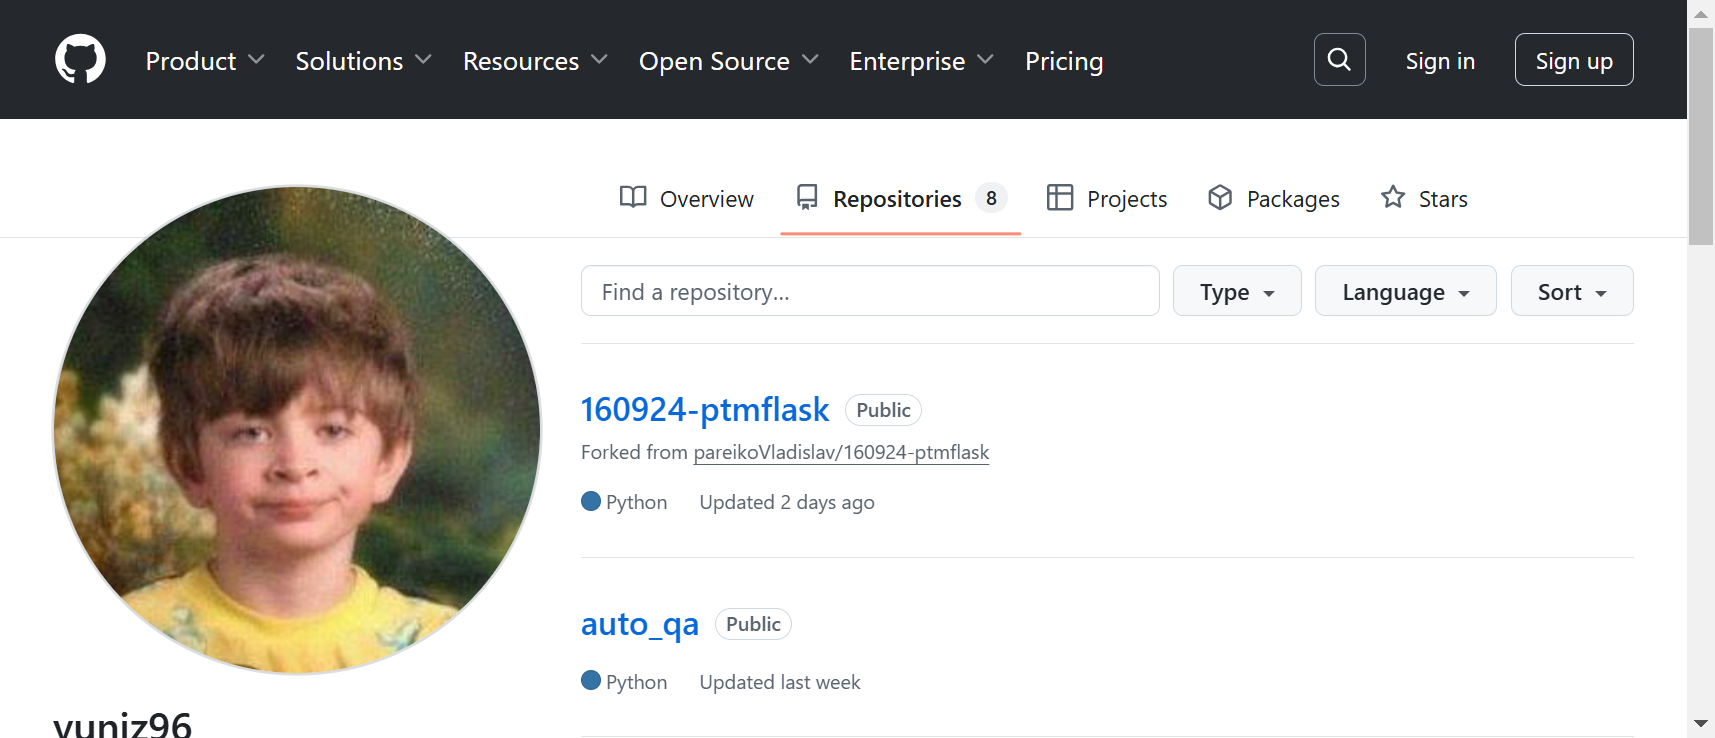 Product Solutions Resources Open Source Enterprise Pricing Sign in Sign up
Overview Repositories 8 Projects Packages Stars
Find a repository... Type Language Sort
160924-ptmflask Public
Forked from pareikoVladislav/160924-ptmflask
Python Updated 2 days ago
auto_qa Public
Python Updated last week
yuniz96